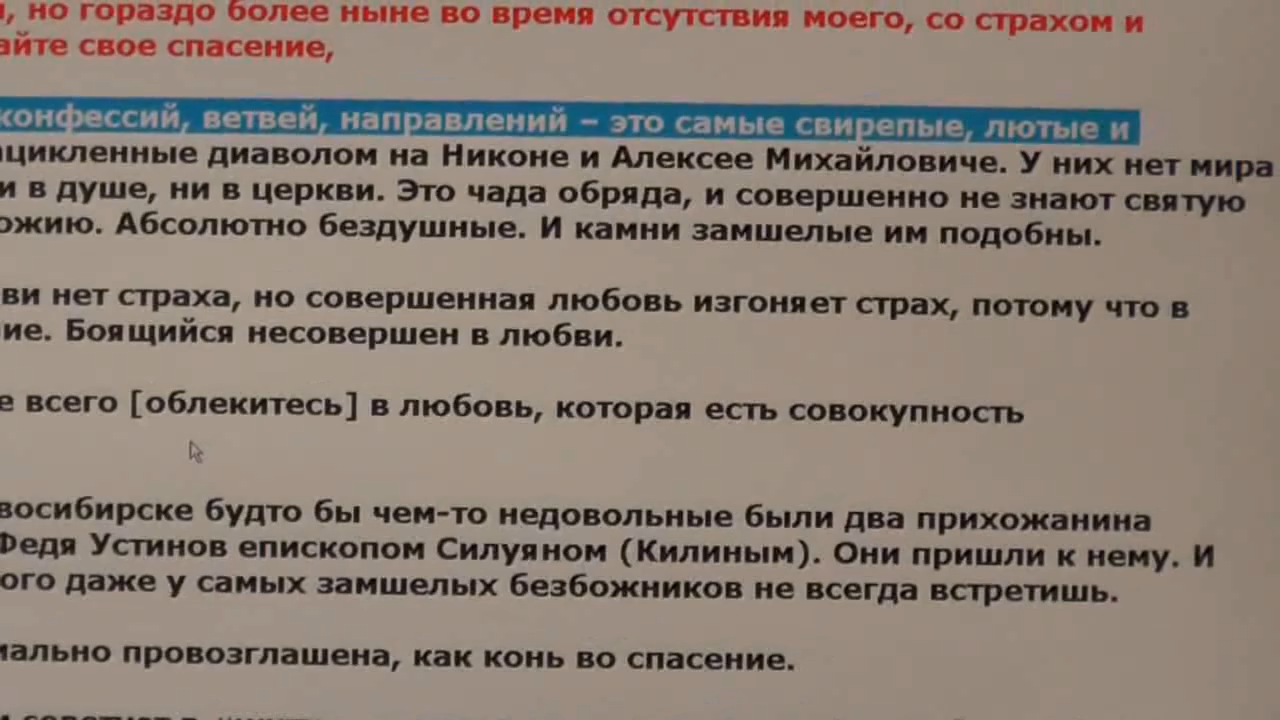 , но гораздо более ныне во время отсутствия моего, со страхом и
айте свое спасение,
конфессий, ветвей, направлений – это самые свирепые, лютые и
ацикленные диаволом на Никоне и Алексее Михайловиче. У них нет мира
и в душе, ни в церкви. Это чада обряда, и совершенно не знают святую
ожию. Абсолютно бездушные. И камни замшелые им подобны.
ви нет страха, но совершенная любовь изгоняет страх, потому что в
ие. Боящийся несовершен в любви.
е всего [облекитесь] в любовь, которая есть совокупность
восибирске будто бы чем-то недовольные были два прихожанина
Федя Устинов епископом Силуяном (Килиным). Они пришли к нему. И
ого даже у самых замшелых безбожников не всегда встретишь.
иально провозглашена, как конь во спасение.